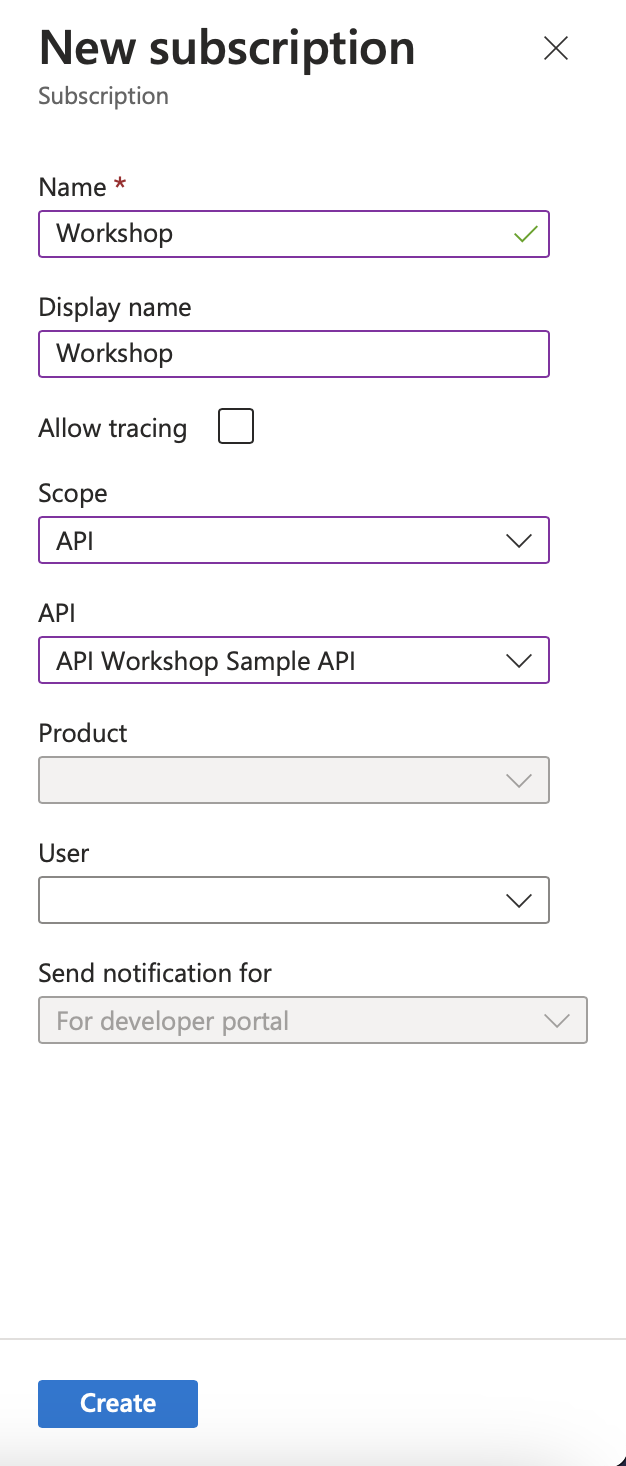 New subscription
Subscription
Name *
Workshop
Display name
Workshop
Allow tracing
Scope
API
API
API Workshop Sample API
Product
User
Send notification for
For developer portal
Create